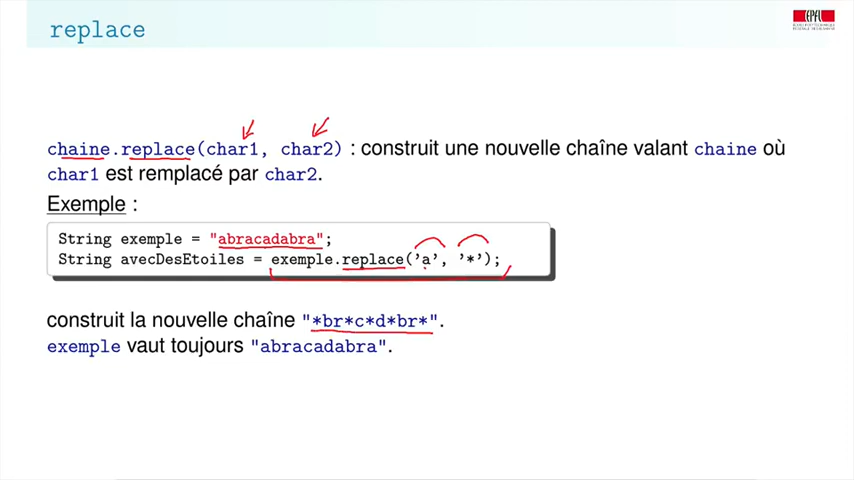 replace
EPFL
chaine.replace(char1, char2) : construit une nouvelle chaîne valant chaine où
char1 est remplacé par char2.
Exemple :
String exemple = "abracadabra";
String avecDesEtoiles = exemple.replace('a', '*');
construit la nouvelle chaîne "*br*c*d*br*".
exemple vaut toujours "abracadabra".